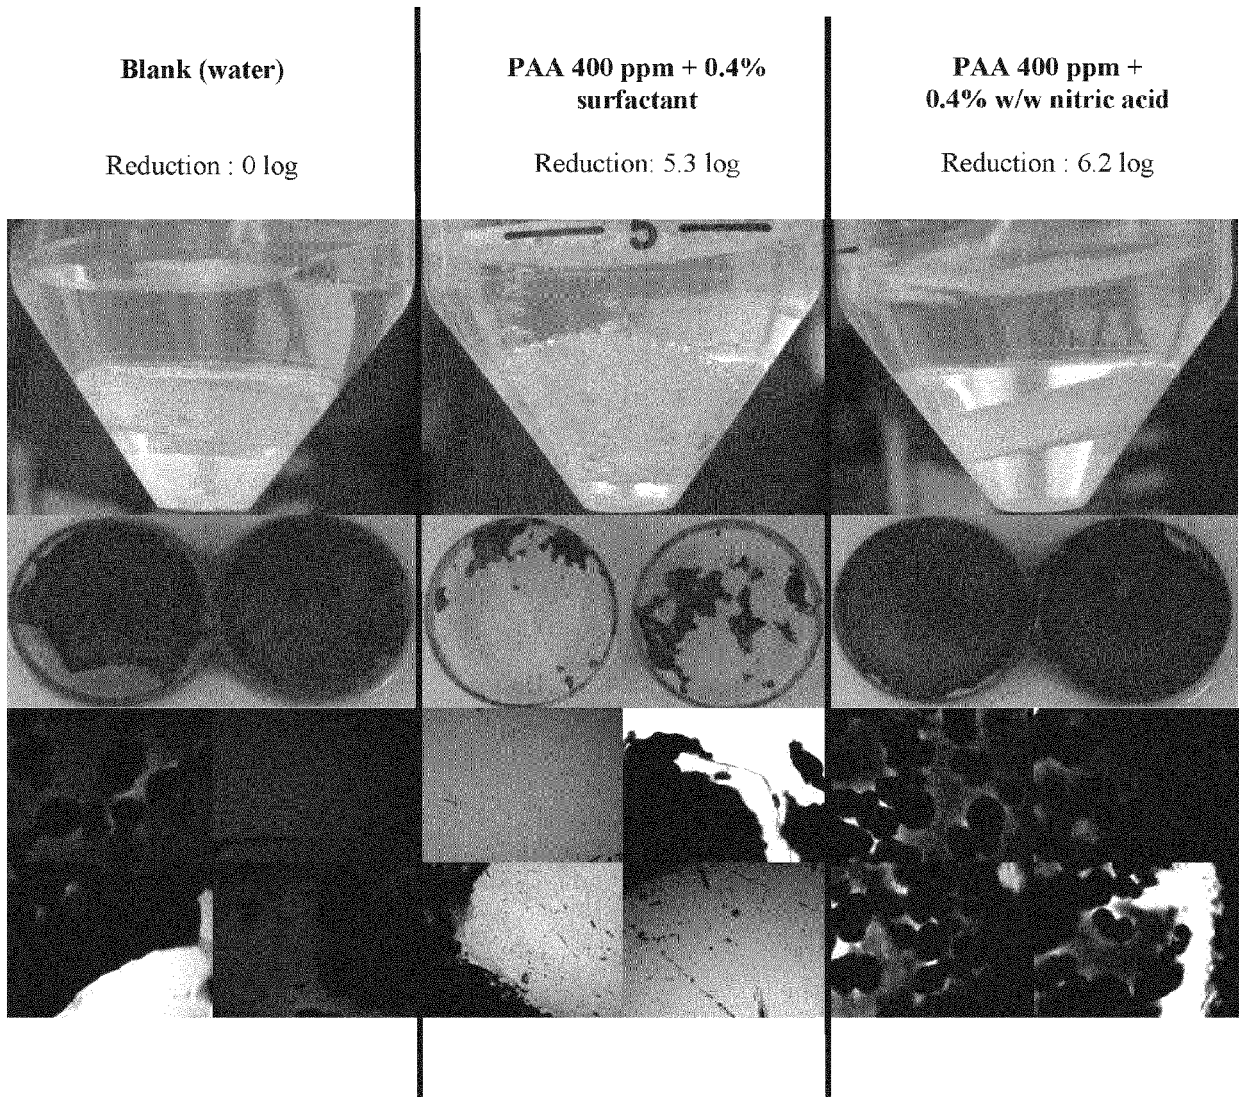 Blank (water)
Reduction : 0 log
PAA 400 ppm + 0.4%
surfactant
Reduction: 5.3 log
PAA 400 ppm +
0.4% w/w nitric acid
Reduction : 6.2 log